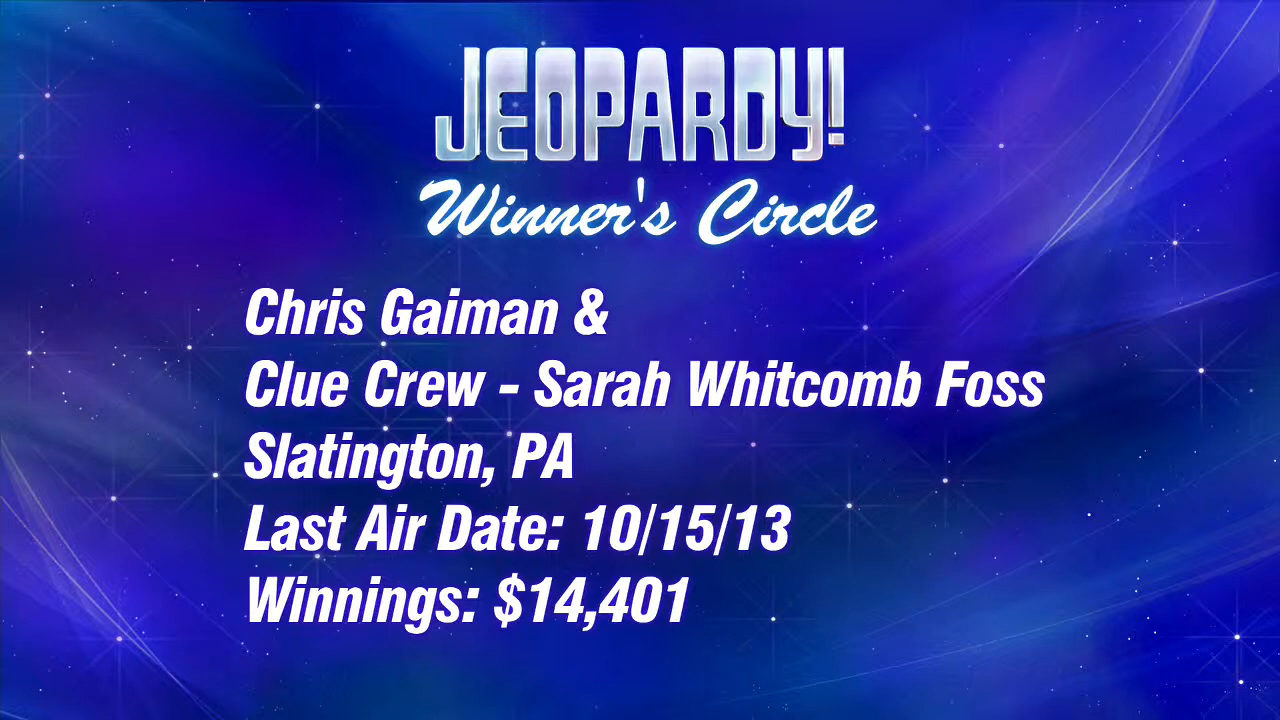 JEOPARDY!
Winner's Circle
Chris Gaiman &
Clue Crew - Sarah Whitcomb Foss
Slatington, PA
Last Air Date: 10/15/13
Winnings: $14,401